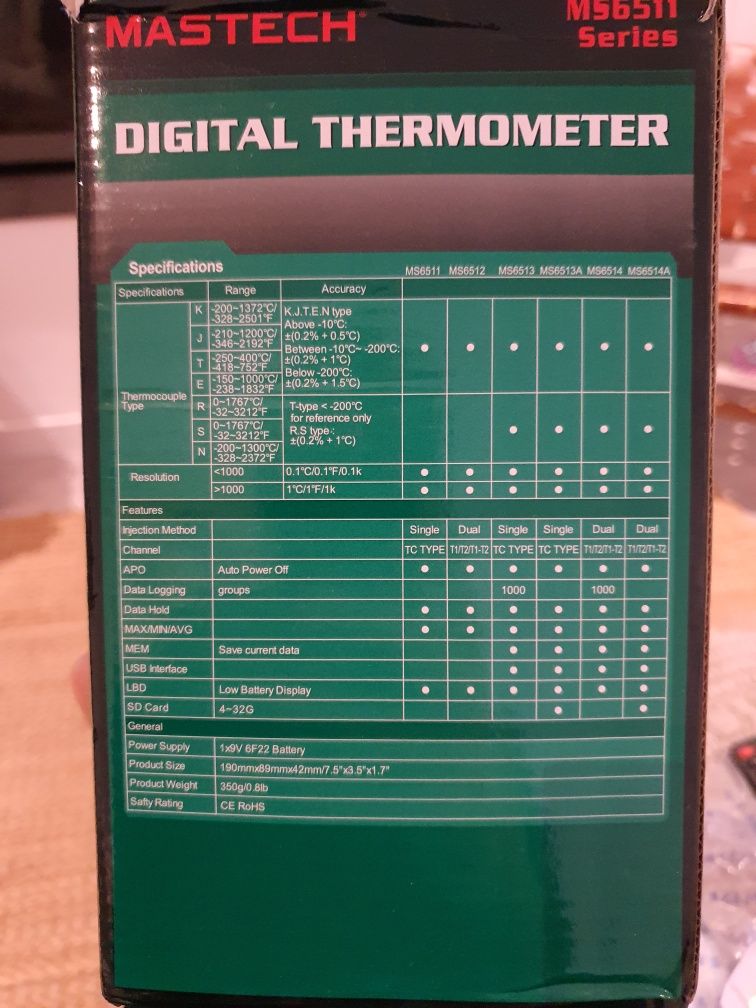 MASTECH®
MS6511
Series
DIGITAL THERMOMETER
Specifications
MS6511 MS6512 MS6513 MS6513A MS6514 MS6514A
Specifications Range Accuracy
Thermocouple
Type
K -200~1372°C/
-328~2501°F
J -210~1200°C/
-346~2192°F
T -250~400°C/
-418~752°F
E -150~1000°C/
-238~1832°F
K.J.T.E.N type
Above -10°C:
±(0.2% + 0.5°C)
Between -10°C~ -200°C:
±(0.2% + 1°C)
Below -200°C:
±(0.2% + 1.5°C)
● ● ● ● ● ●
R 0~1767°C/
-32~3212°F
S 0~1767°C/
-32~3212°F
N -200~1300°C/
-328~2372°F
T-type < -200°C
for reference only
R.S type:
±(0.2% + 1°C)
● ● ● ●
Resolution
<1000 0.1°C/0.1°F/0.1k ● ● ● ● ● ●
>1000 1°C/1°F/1k ● ● ● ● ● ●
Features
Injection Method Single Dual Single Single Dual Dual
Channel TC TYPE T1/T2/T1-T2 TC TYPE TC TYPE T1/T2/T1-T2 T1/T2/T1-T2
APO Auto Power Off ● ● ● ● ● ●
Data Logging groups 1000 1000
Data Hold ● ● ● ● ● ●
MAX/MIN/AVG ● ● ● ● ● ●
MEM Save current data ● ● ● ●
USB Interface ● ● ● ●
LBD Low Battery Display ● ● ● ● ● ●
SD Card 4~32G ● ●
General
Power Supply 1x9V 6F22 Battery
Product Size 190mmx89mmx42mm/7.5"x3.5"x1.7"
Product Weight 350g/0.8lb
Safty Rating CE RoHS